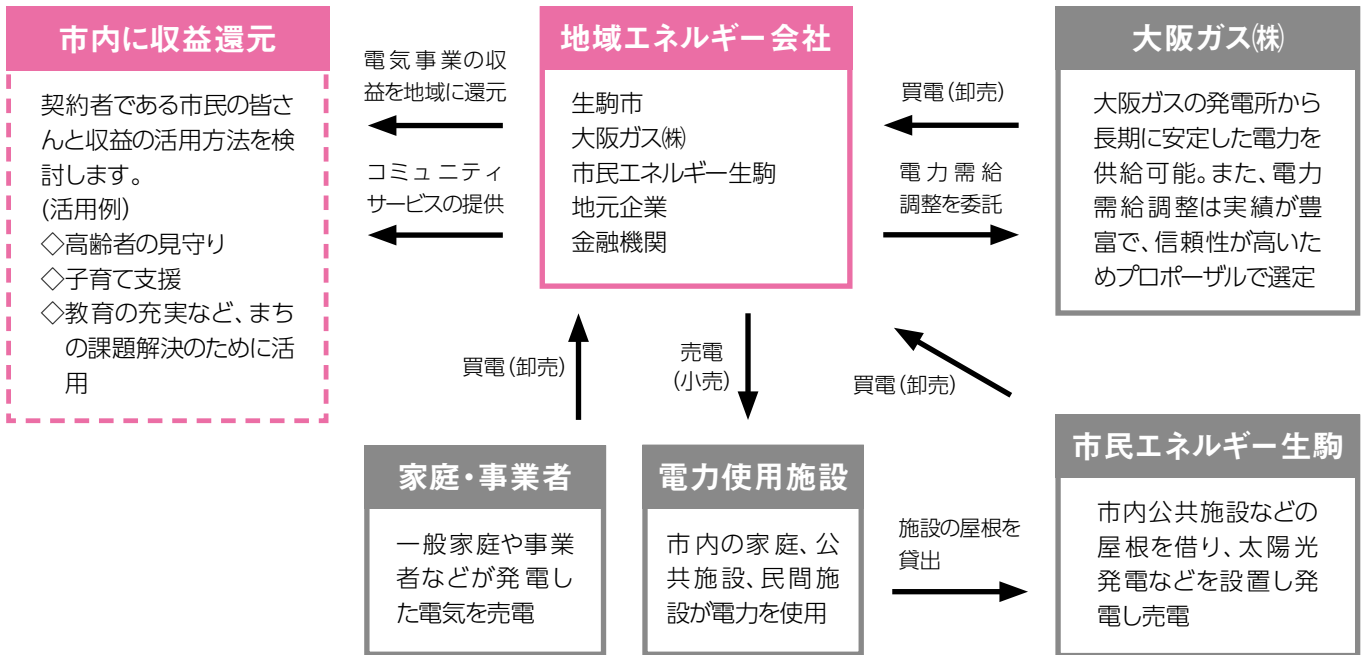 市内に収益還元
契約者である市民の皆さ
んと収益の活用方法を検
討します。
(活用例)
◇高齢者の見守り
◇子育て支援
◇教育の充実など、まち
の課題解決のために活
用
電気事業の収
益を地域に還元
コミュニティ
サービスの提供
地域エネルギー会社
生駒市
大阪ガス㈱
市民エネルギー生駒
地元企業
金融機関
買電(卸売)
電力需給
調整を委託
大阪ガス㈱
大阪ガスの発電所から
長期に安定した電力を
供給可能。また、電力
需給調整は実績が豊
富で、信頼性が高いた
めプロポーザルで選定
買電(卸売)
売電
(小売)
買電(卸売)
家庭・事業者
一般家庭や事業
者などが発電し
た電気を売電
電力使用施設
市内の家庭、公
共施設、民間施
設が電力を使用
施設の屋根を
貸出
市民エネルギー生駒
市内公共施設などの
屋根を借り、太陽光
発電などを設置し発
電し売電